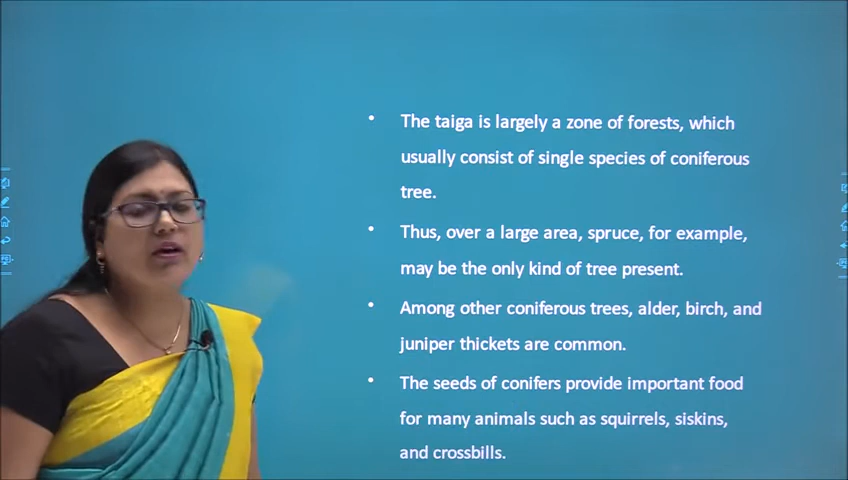 • The taiga is largely a zone of forests, which
usually consist of single species of coniferous
tree.
• Thus, over a large area, spruce, for example,
may be the only kind of tree present.
• Among other coniferous trees, alder, birch, and
juniper thickets are common.
• The seeds of conifers provide important food
for many animals such as squirrels, siskins,
and crossbills.